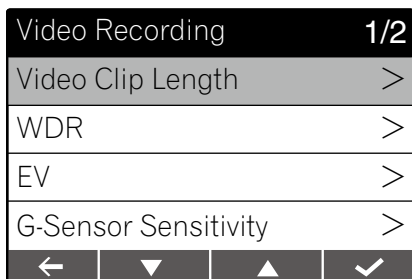 Video Recording 1/2
Video Clip Length >
WDR >
EV >
G-Sensor Sensitivity >